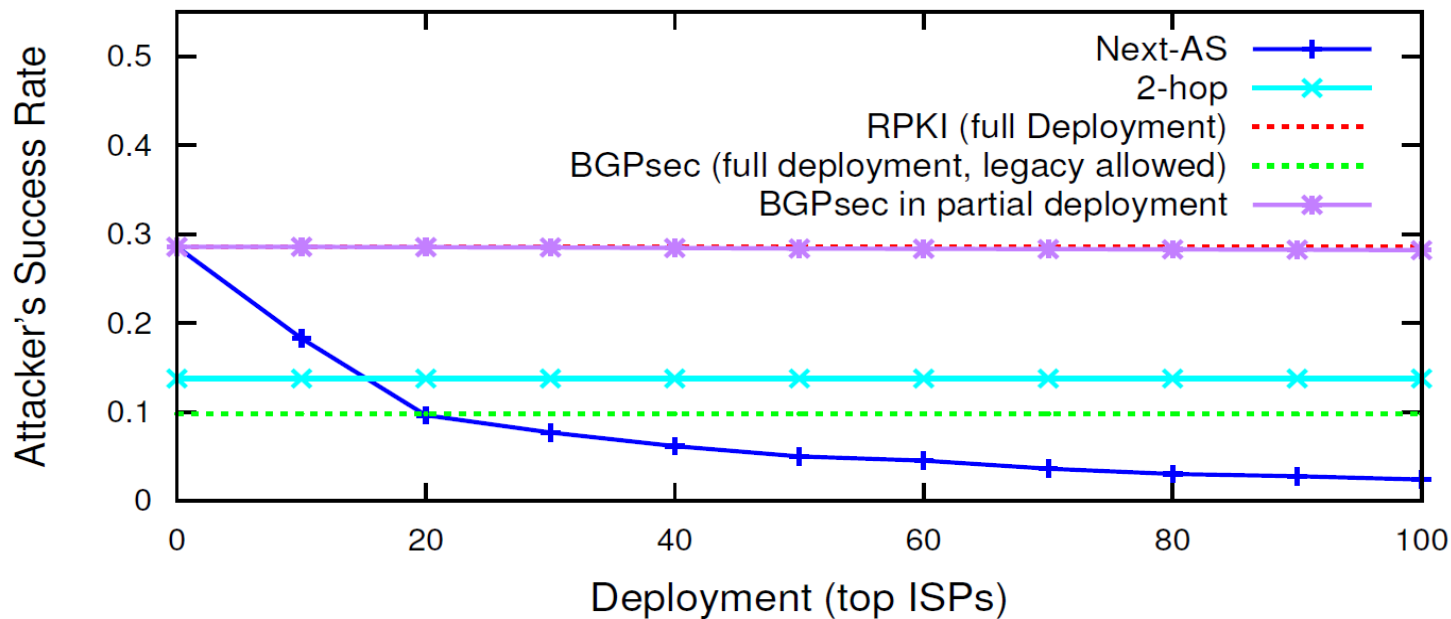 Attacker's Success Rate
0.5
0.4
0.3
0.2
0.1
0
Next-AS
2-hop
RPKI (full Deployment)
BGPsec (full deployment, legacy allowed)
BGPsec in partial deployment
0 20 40 60 80 100
Deployment (top ISPs)